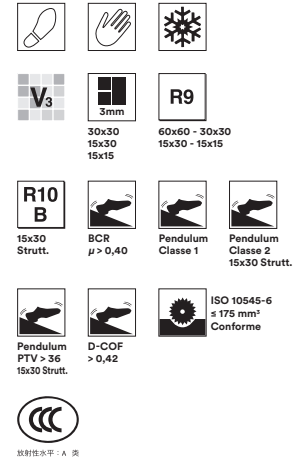 V3
3mm
30x30
15x30
15x15
R9
60x60 - 30x30
15x30 - 15x15
R10
B
15x30
Strutt.
BCR
μ > 0,40
Pendulum
Classe 1
Pendulum
Classe 2
15x30 Strutt.
Pendulum
PTV > 36
15x30 Strutt.
D-COF
> 0,42
ISO 10545-6
≤ 175 mm³
Conforme
CCC
放射性水平：A 类